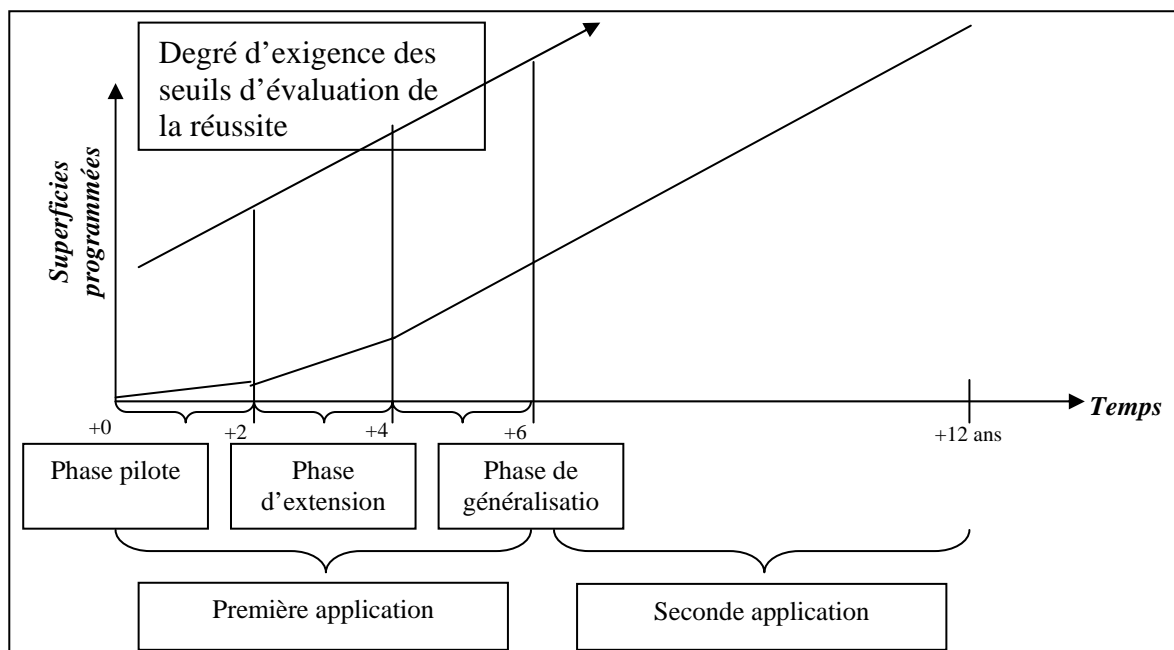 Degré d'exigence des
seuils d'évaluation de
la réussite
Superficies
programmées
Temps
+0
+2
+4
+6
+12 ans
Phase pilote
Phase
d'extension
Phase de
généralisatio
Première application
Seconde application